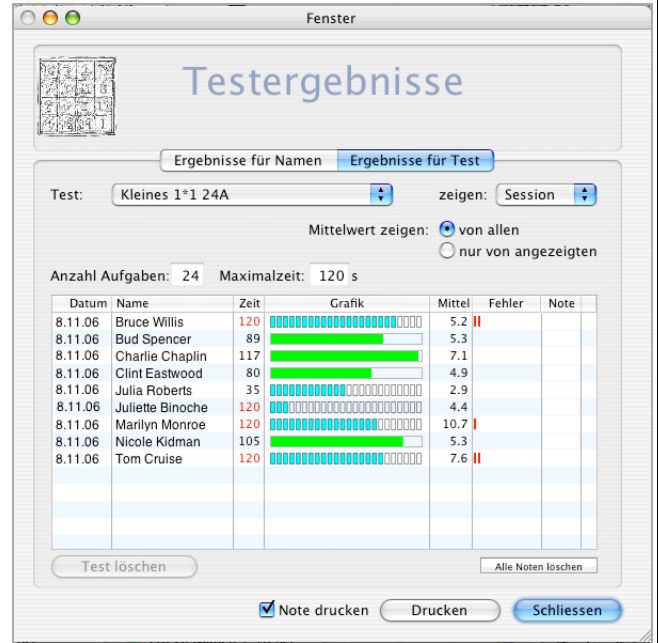 Fenster
Testergebnisse
Ergebnisse für Namen Ergebnisse für Test
Test: Kleines 1*1 24A zeigen: Session
Mittelwert zeigen: von allen
nur von angezeigten
Anzahl Aufgaben: 24 Maximalzeit: 120 s
Datum Name Zeit Grafik Mittel Fehler Note
8.11.06 Bruce Willis 120 5.2
8.11.06 Bud Spencer 89 5.3
8.11.06 Charlie Chaplin 117 7.1
8.11.06 Clint Eastwood 80 4.9
8.11.06 Julia Roberts 35 2.9
8.11.06 Juliette Binoche 120 4.4
8.11.06 Marilyn Monroe 120 10.7
8.11.06 Nicole Kidman 105 5.3
8.11.06 Tom Cruise 120 7.6
Test löschen Alle Noten löschen
Note drucken Drucken Schliessen